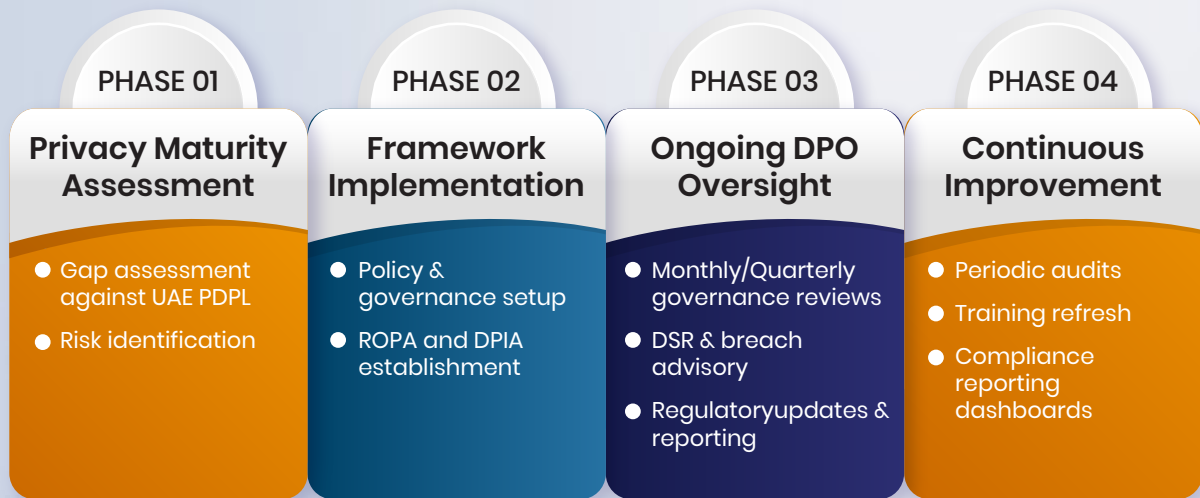 PHASE 01
Privacy Maturity
Assessment
Gap assessment
against UAE PDPL
Risk identification
PHASE 02
Framework
Implementation
Policy &
governance setup
ROPA and DPIA
establishment
PHASE 03
Ongoing DPO
Oversight
Monthly/Quarterly
governance reviews
DSR & breach
advisory
Regulatoryupdates &
reporting
PHASE 04
Continuous
Improvement
Periodic audits
Training refresh
Compliance
reporting
dashboards